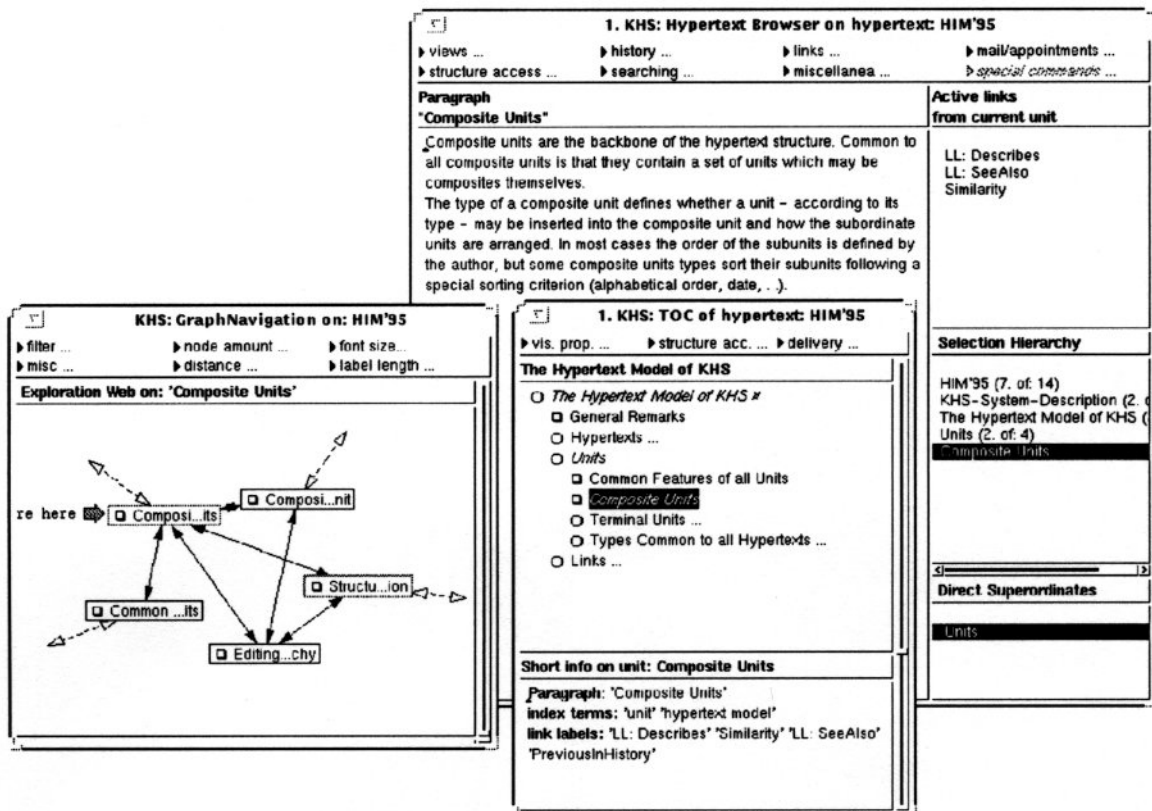 1. KHS: Hypertext Browser on hypertext: HIM'95
views ... history ... links ... mail/appointments ...
structure access ... searching ... miscellanea ... special commands ...
Paragraph
"Composite Units"
Composite units are the backbone of the hypertext structure. Common to
all composite units is that they contain a set of units which may be
composites themselves.
The type of a composite unit defines whether a unit – according to its
type – may be inserted into the composite unit and how the subordinate
units are arranged. In most cases the order of the subunits is defined by
the author, but some composite units types sort their subunits following a
special sorting criterion (alphabetical order, date, . .).
Active links
from current unit
LL: Describes
LL: SeeAlso
Similarity
Selection Hierarchy
HIM'95 (7. of: 14)
KHS-System-Description (2.
The Hypertext Model of KHS (
Units (2. of: 4)
Composite Units
Direct Superordinates
Units
KHS: GraphNavigation on: HIM'95
filter ... node amount ... font size...
misc ... distance ... label length ...
Exploration Web on: 'Composite Units'
Composi...nit
re here Composi...its
Structu...ion
Common ...its
Editing...chy
1. KHS: TOC of hypertext: HIM'95
vis. prop. ... structure acc. ... delivery ...
The Hypertext Model of KHS
The Hypertext Model of KHS *
General Remarks
Hypertexts ...
Units
Common Features of all Units
Composite Units
Terminal Units ...
Types Common to all Hypertexts ...
Links ...
Short info on unit: Composite Units
Paragraph: 'Composite Units'
index terms: 'unit' 'hypertext model'
link labels: 'LL: Describes' 'Similarity' 'LL: SeeAlso'
'PreviousInHistory'